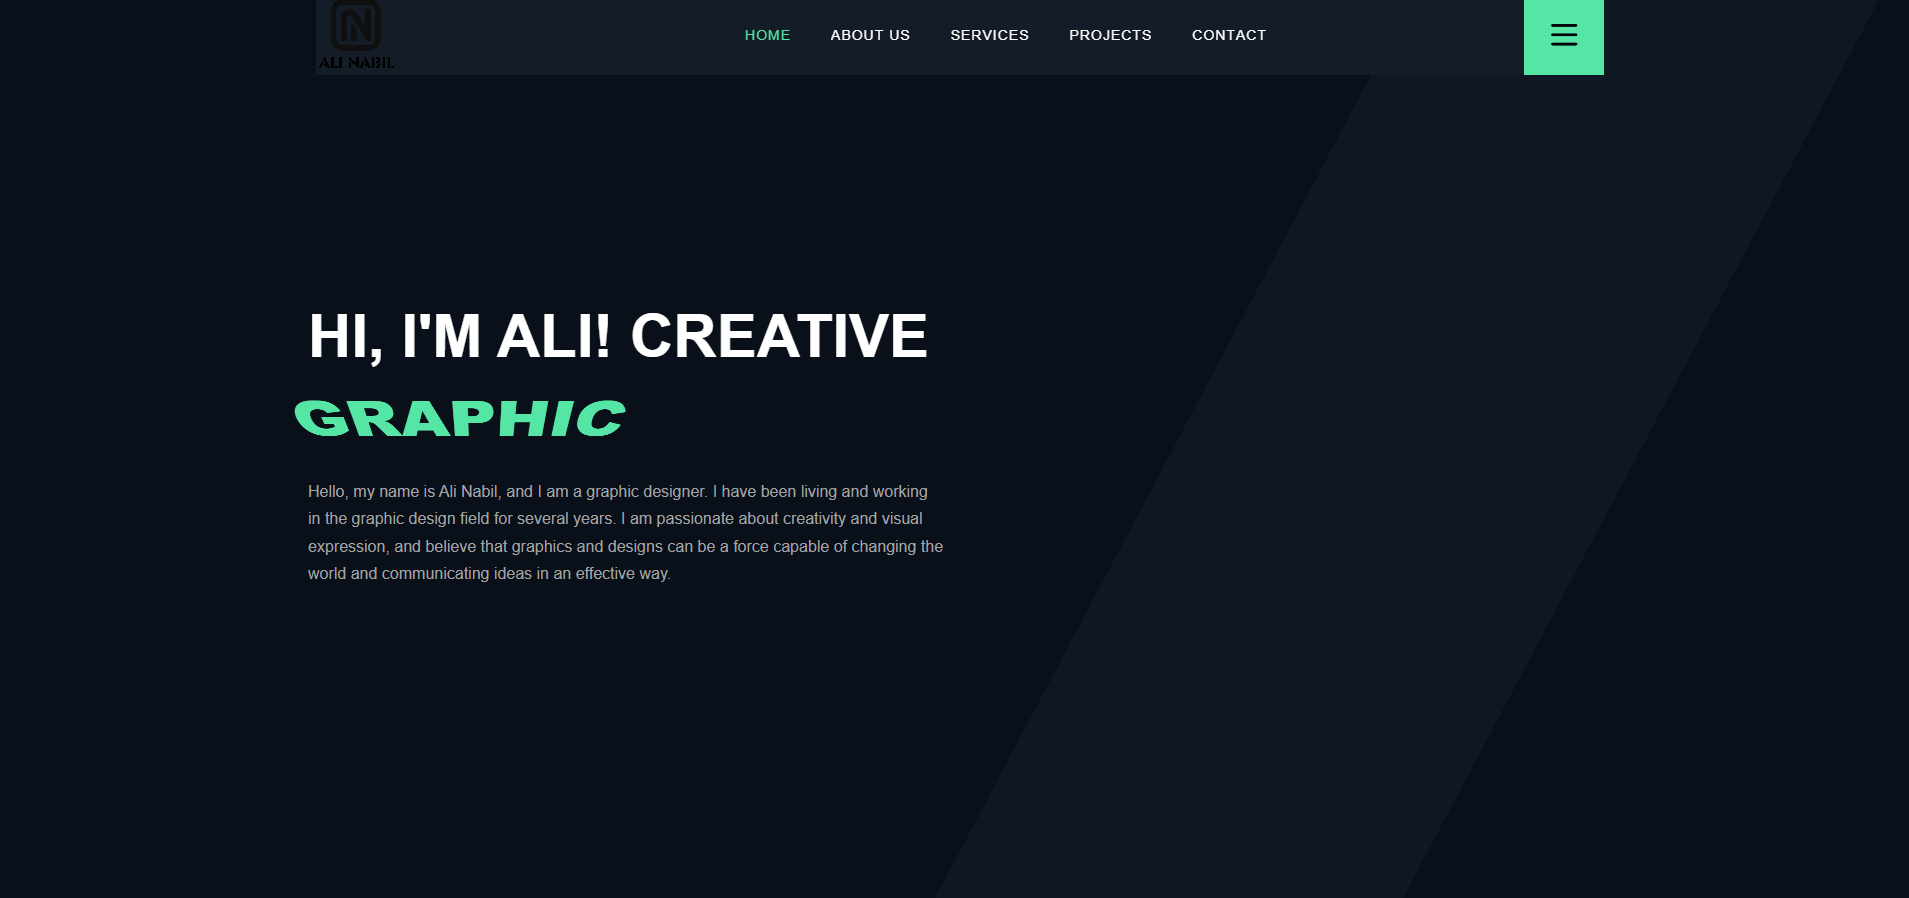 ALI NABIL
HOME ABOUT US SERVICES PROJECTS CONTACT
HI, I'M ALI! CREATIVE
GRAPHIC
Hello, my name is Ali Nabil, and I am a graphic designer. I have been living and working
in the graphic design field for several years. I am passionate about creativity and visual
expression, and believe that graphics and designs can be a force capable of changing the
world and communicating ideas in an effective way.